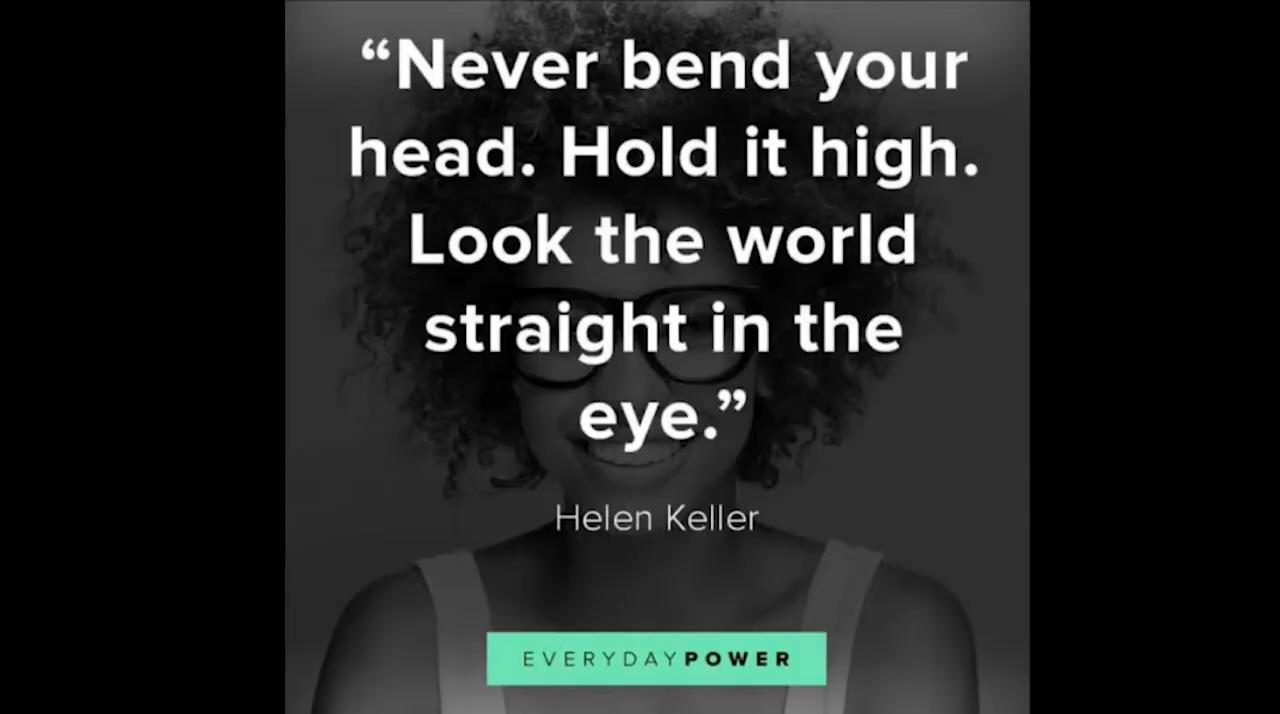 “Never bend your
head. Hold it high.
Look the world
straight in the
eye.”
Helen Keller
EVERYDAYPOWER